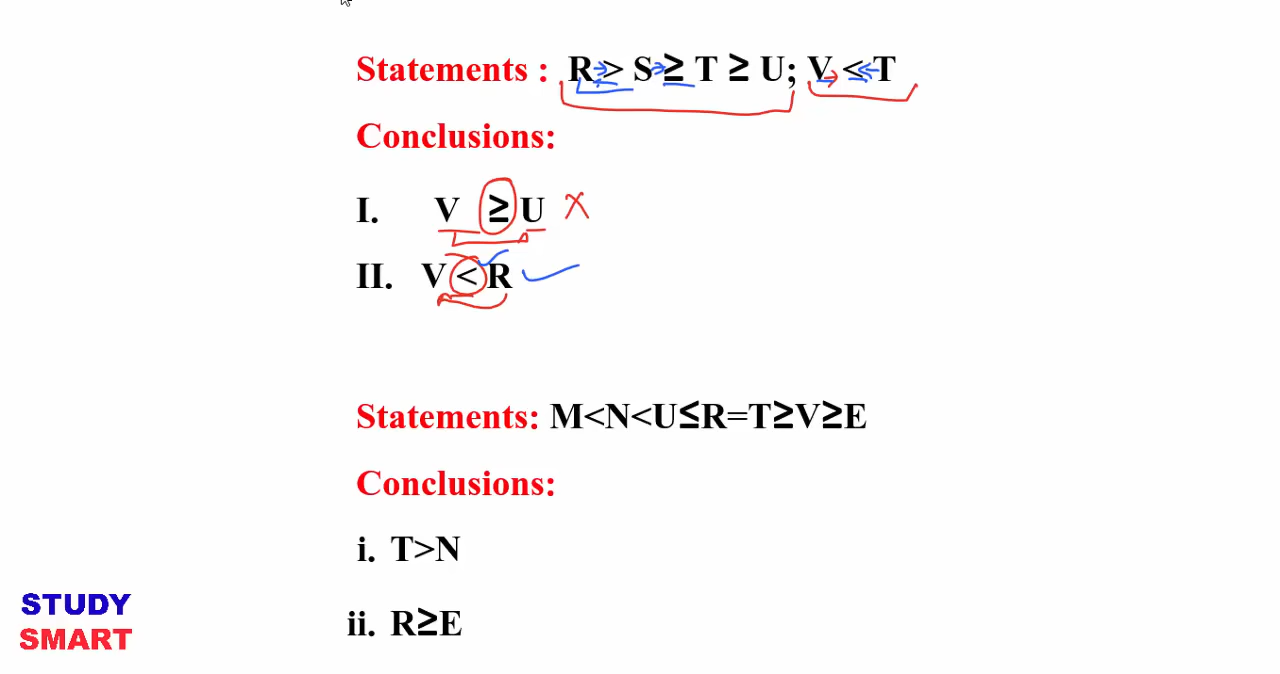 Statements : R > S ≥ T ≥ U; V < T
Conclusions:
I. V ≥ U ✗
II. V < R ✓
Statements: M<N<U≤R=T≥V≥E
Conclusions:
i. T>N
ii. R≥E
STUDY
SMART